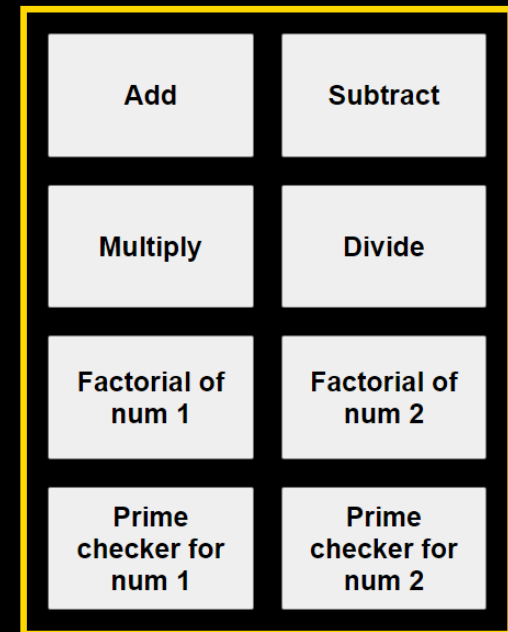 Add
Subtract
Multiply
Divide
Factorial of
num 1
Factorial of
num 2
Prime
checker for
num 1
Prime
checker for
num 2